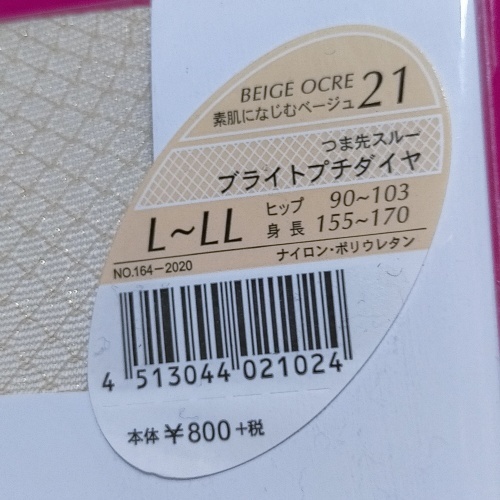 BEIGE OCRE 21
素肌になじむベージュ
つま先スルー
ブライトプチダイヤ
L~LL
ヒップ 90~103
身長 155~170
NO.164-2020
ナイロン・ポリウレタン
4 513044 021024
本体 ¥800+税